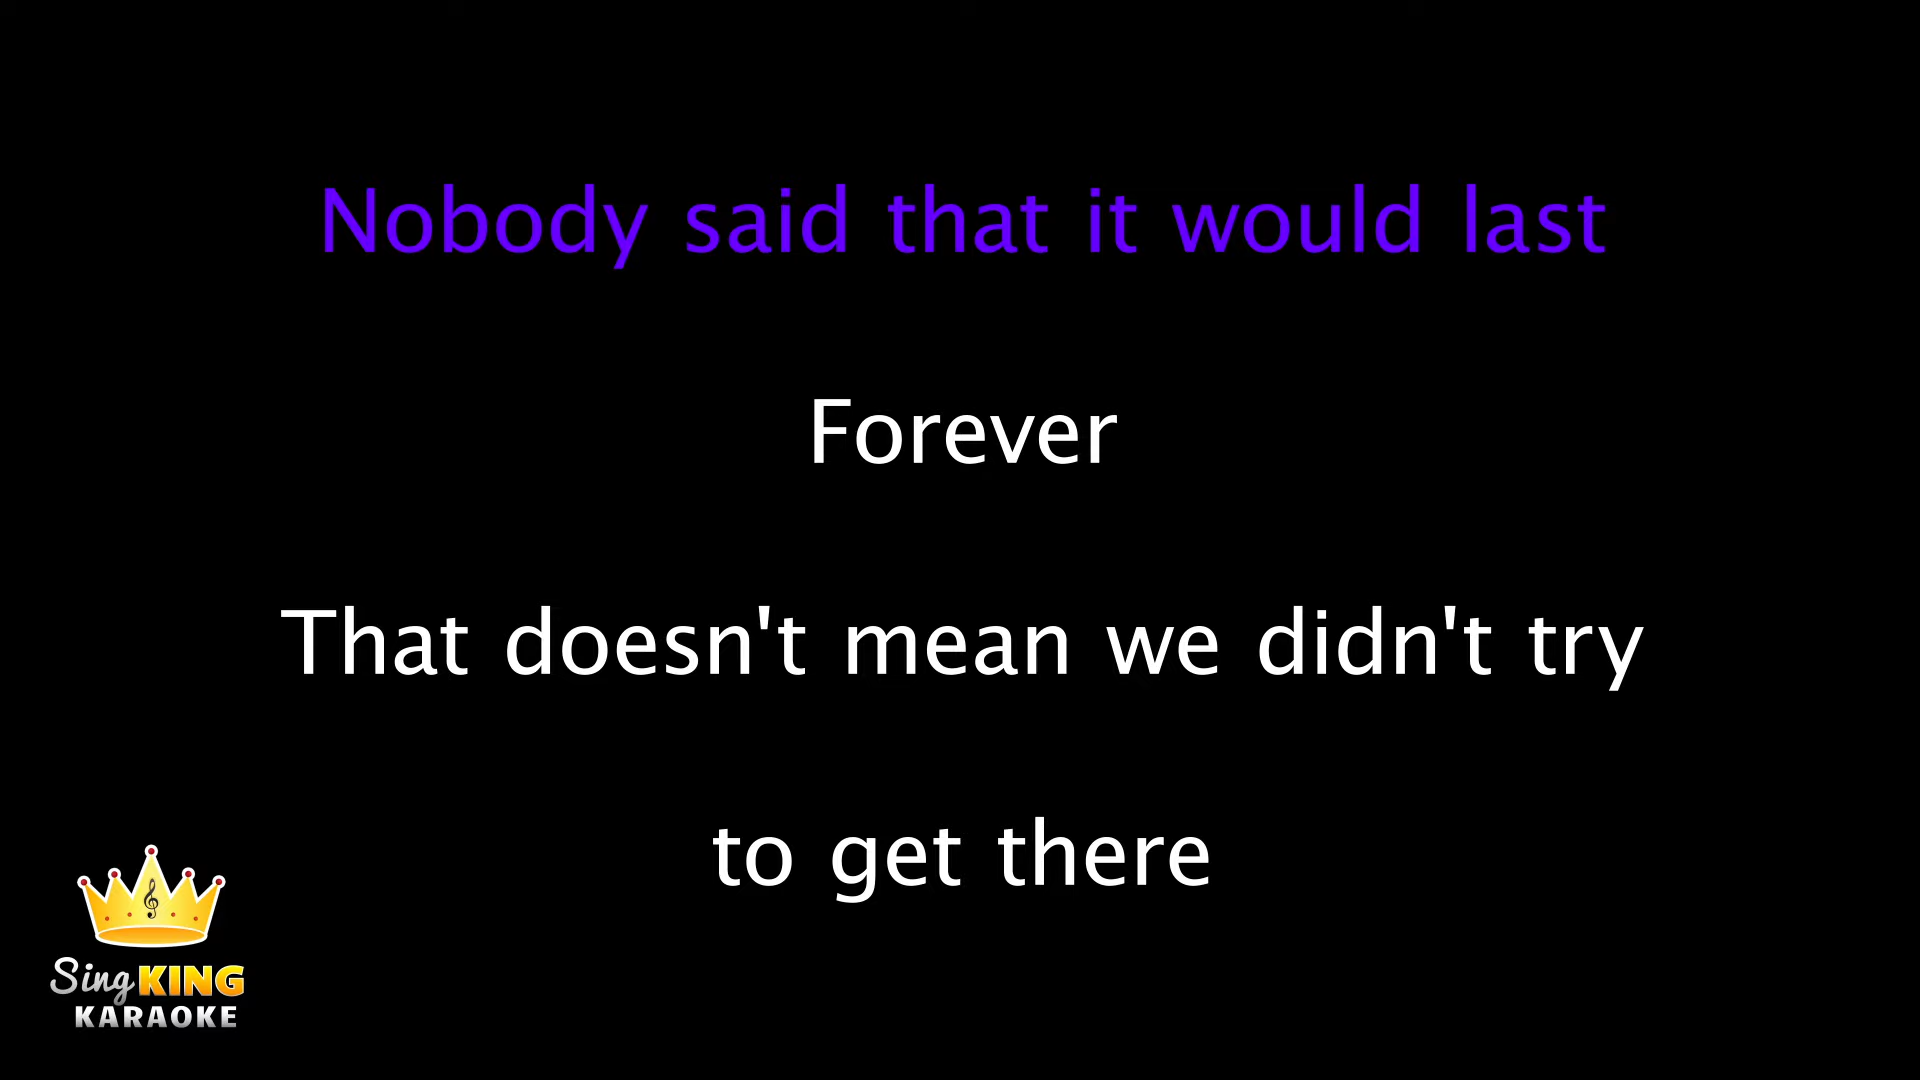 Nobody said that it would last
Forever
That doesn't mean we didn't try
to get there
Sing KING
KARAOKE